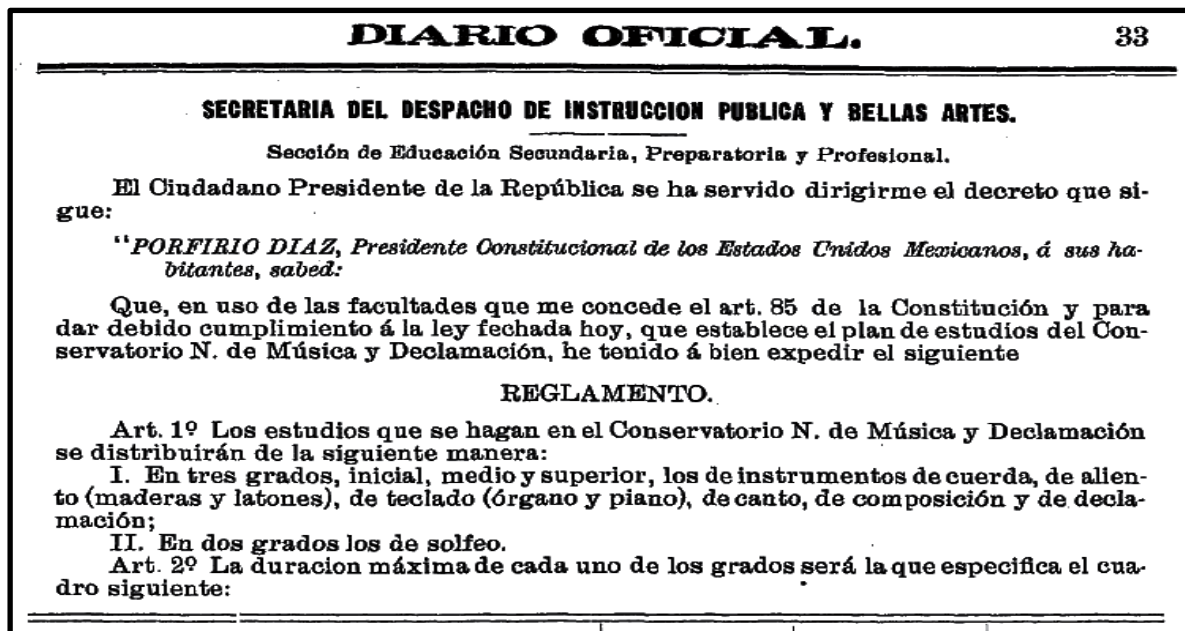 DIARIO OFICIAL. 33
SECRETARIA DEL DESPACHO DE INSTRUCCION PUBLICA Y BELLAS ARTES.
Sección de Educación Secundaria, Preparatoria y Profesional.
El Ciudadano Presidente de la República se ha servido dirigirme el decreto que si-
gue:
"PORFIRIO DIAZ, Presidente Constitucional de los Estados Unidos Mexicanos, á sus ha-
bitantes, sabed:
Que, en uso de las facultades que me concede el art. 85 de la Constitución y para
dar debido cumplimiento á la ley fechada hoy, que establece el plan de estudios del Con-
servatorio N. de Música y Declamación, he tenido á bien expedir el siguiente
REGLAMENTO.
Art. 1º Los estudios que se hagan en el Conservatorio N. de Música y Declamación
se distribuirán de la siguiente manera:
I. En tres grados, inicial, medio y superior, los de instrumentos de cuerda, de alien-
to (maderas y latones), de teclado (órgano y piano), de canto, de composición y de decla-
mación;
II. En dos grados los de solfeo.
Art. 2º La duracion máxima de cada uno de los grados será la que especifica el cua-
dro siguiente: